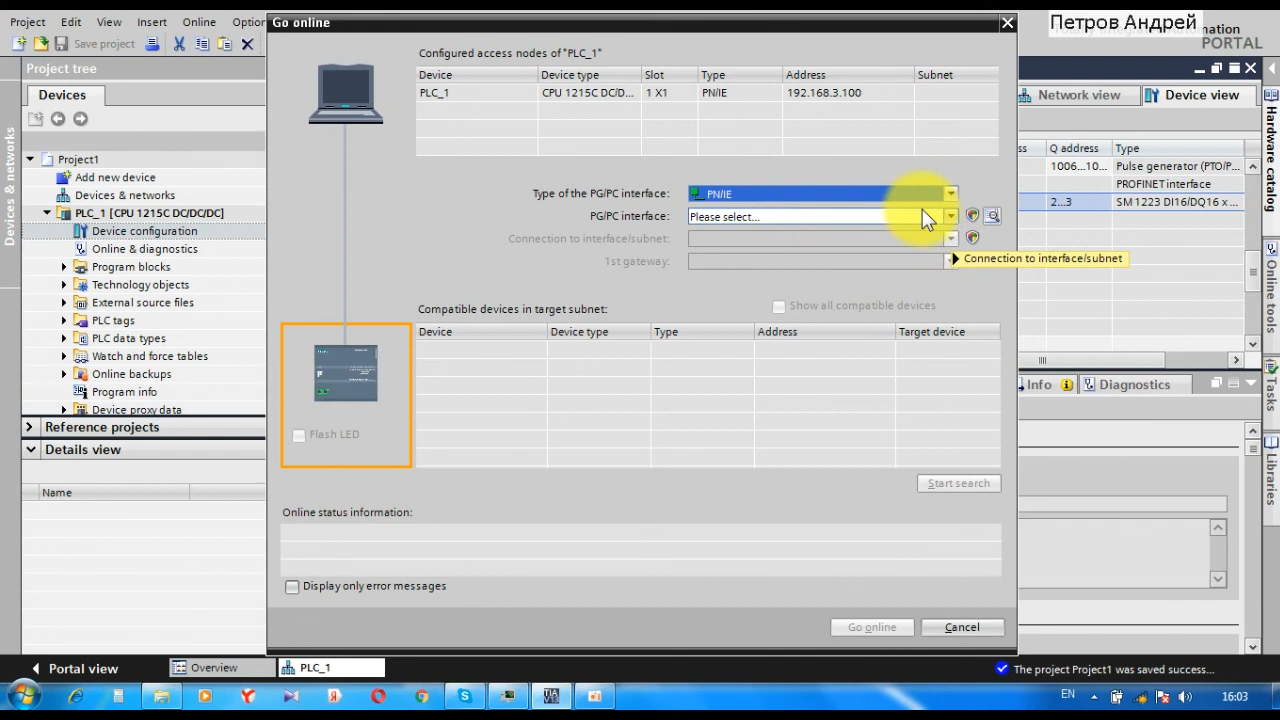 Project Edit View Insert Online Optio
Go online
Петров Андрей
Automation
PORTAL
Save project
Project tree
Devices
Devices & networks
Project1
Add new device
Devices & networks
PLC_1 [CPU 1215C DC/DC/DC]
Device configuration
Online & diagnostics
Program blocks
Technology objects
External source files
PLC tags
PLC data types
Watch and force tables
Online backups
Program info
Device proxy data
Reference projects
Details view
Name
Configured access nodes of "PLC_1"
Device Device type Slot Type Address Subnet
PLC_1 CPU 1215C DC/D... 1 X1 PN/IE 192.168.3.100
Type of the PG/PC interface: PN/IE
PG/PC interface: Please select...
Connection to interface/subnet:
Connection to interface/subnet
1st gateway:
Compatible devices in target subnet:
Show all compatible devices
Device Device type Type Address Target device
Flash LED
Start search
Online status information:
Display only error messages
Go online Cancel
Network view Device view
ss Q address Type
1006...10... Pulse generator (PTO/P...
PROFINET interface
2...3 SM 1223 DI16/DQ16 x ...
Info Diagnostics
Hardware catalog
Online tools
Tasks
Libraries
Portal view Overview PLC_1
The project Project1 was saved success...
EN 16:03